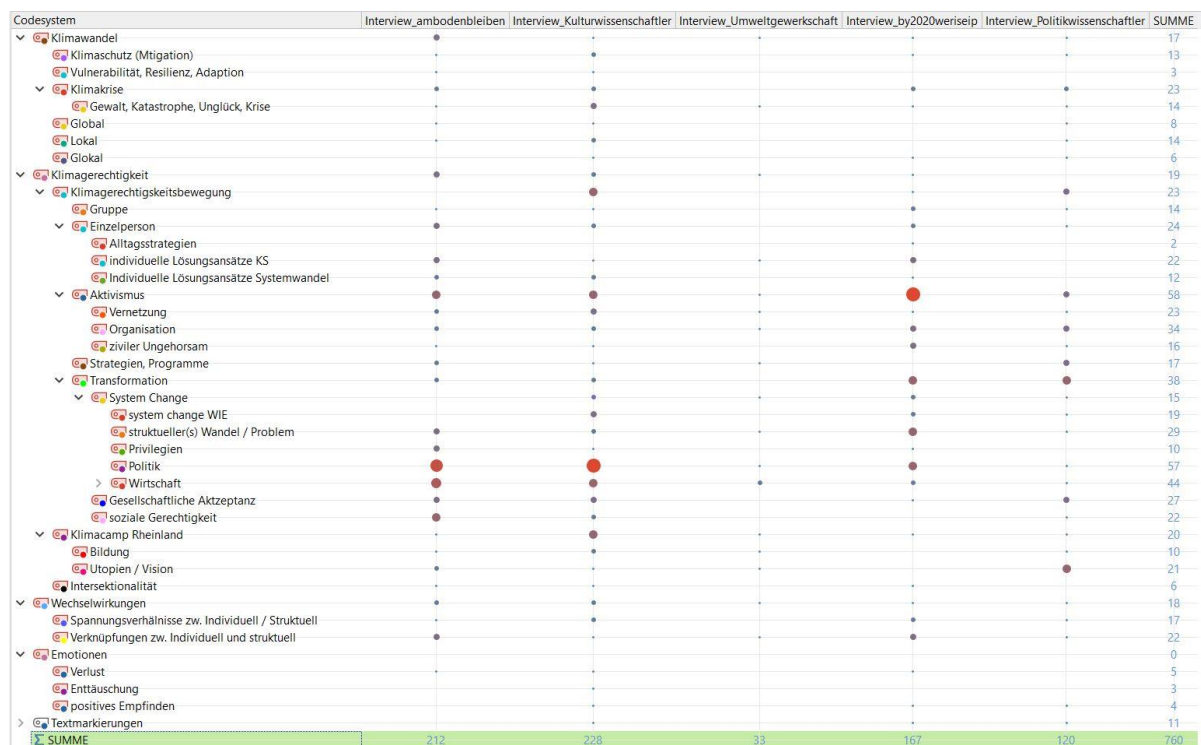 Codesystem Interview_ambodenbleiben Interview_Kulturwissenschaftler Interview_Umweltgewerkschaft Interview_by2020weriseip Interview_Politikwissenschaftler SUMME
Klimawandel 17
Klimaschutz (Mtigation) 13
Vulnerabilität, Resilienz, Adaption 3
Klimakrise 23
Gewalt, Katastrophe, Unglück, Krise 14
Global 8
Lokal 14
Glokal 6
Klimagerechtigkeit 19
Klimagerechtigskeitsbewegung 23
Gruppe 14
Einzelperson 24
Alltagsstrategien 2
individuelle Lösungsansätze KS 22
Individuelle Lösungsansätze Systemwandel 12
Aktivismus 58
Vernetzung 23
Organisation 34
ziviler Ungehorsam 16
Strategien, Programme 17
Transformation 38
System Change 15
system change WIE 19
struktureller(s) Wandel / Problem 29
Privilegien 10
Politik 57
Wirtschaft 44
Gesellschaftliche Aktzeptanz 27
soziale Gerechtigkeit 22
Klimacamp Rheinland 20
Bildung 10
Utopien / Vision 21
Intersektionalität 6
Wechselwirkungen 18
Spannungsverhälnisse zw. Individuell / Struktuell 17
Verknüpfungen zw. Individuell und struktuell 22
Emotionen 0
Verlust 5
Enttäuschung 3
positives Empfinden 4
Textmarkierungen 11
Σ SUMME 212 228 33 167 120 760